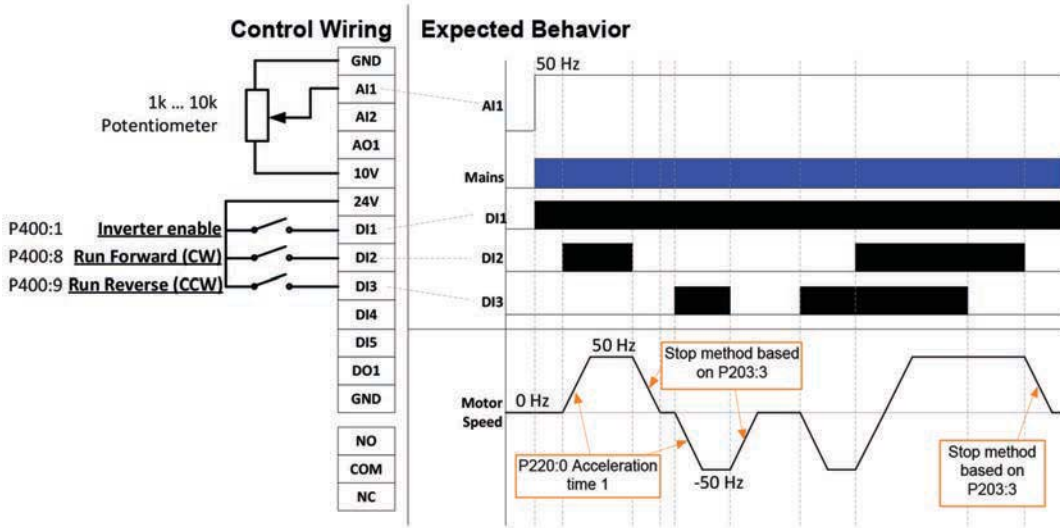 Control Wiring
Expected Behavior
1k ... 10k
Potentiometer
P400:1 Inverter enable
P400:8 Run Forward (CW)
P400:9 Run Reverse (CCW)
GND
AI1
AI2
AO1
10V
24V
DI1
DI2
DI3
DI4
DI5
DO1
GND
NO
COM
NC
50 Hz
AI1
Mains
DI1
DI2
DI3
50 Hz
Stop method based
on P203:3
Motor
Speed
0 Hz
P220:0 Acceleration
time 1
-50 Hz
Stop method
based on
P203:3